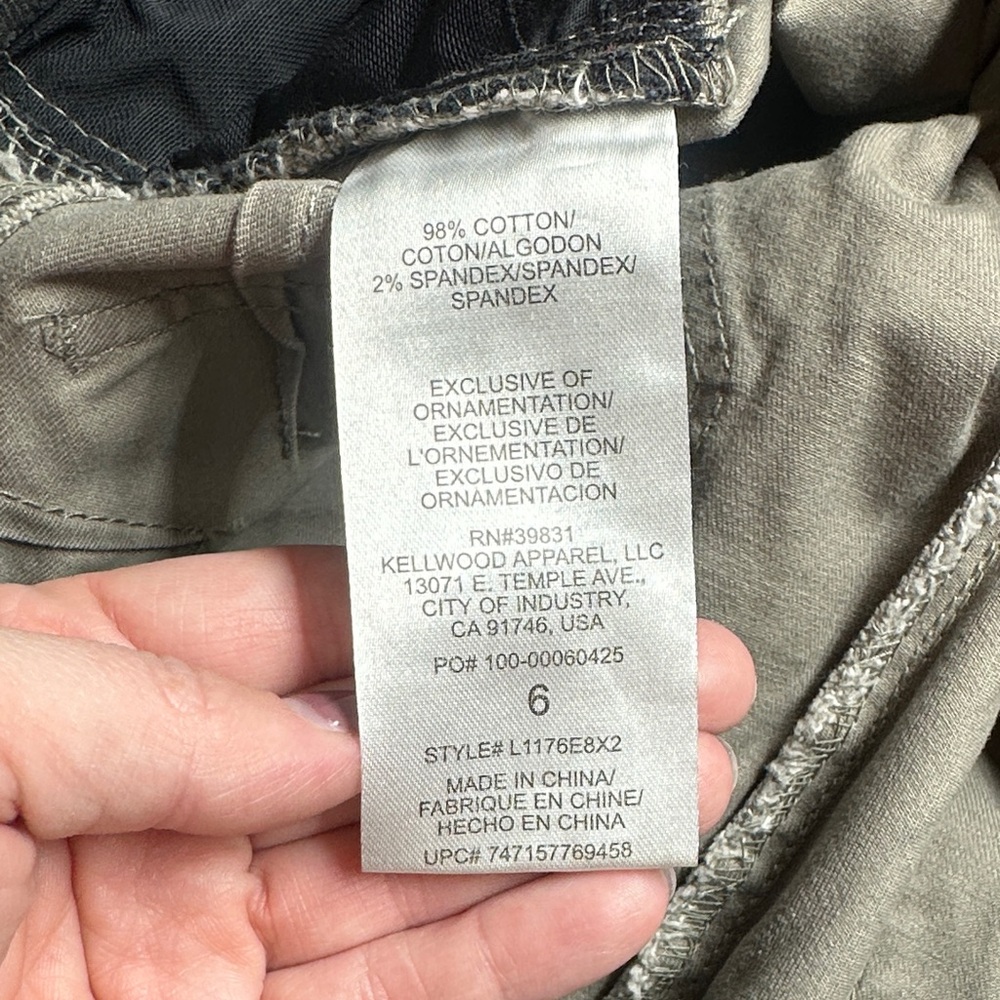 98% COTTON/
COTON/ALGODON
2% SPANDEX/SPANDEX/
SPANDEX
EXCLUSIVE OF
ORNAMENTATION/
EXCLUSIVE DE
L'ORNEMENTATION/
EXCLUSIVO DE
ORNAMENTACION
RN#39831
KELLWOOD APPAREL, LLC
13071 E. TEMPLE AVE.,
CITY OF INDUSTRY,
CA 91746, USA
PO# 100-00060425
6
STYLE# L1176E8X2
MADE IN CHINA/
FABRIQUE EN CHINE/
HECHO EN CHINA
UPC# 747157769458